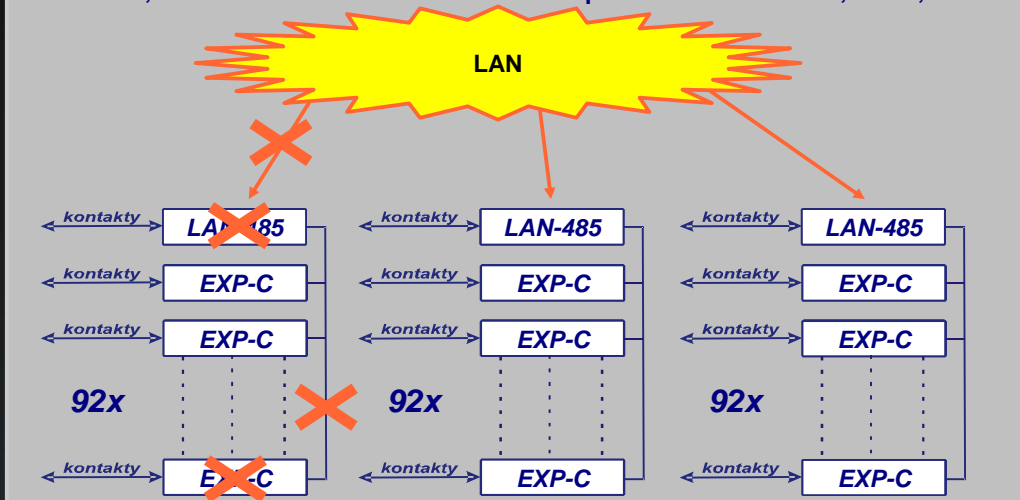 LAN
kontakty LAN-485 kontakty LAN-485 kontakty LAN-485
kontakty EXP-C kontakty EXP-C kontakty EXP-C
kontakty EXP-C kontakty EXP-C kontakty EXP-C
92x 92x 92x
kontakty EXP-C kontakty EXP-C kontakty EXP-C